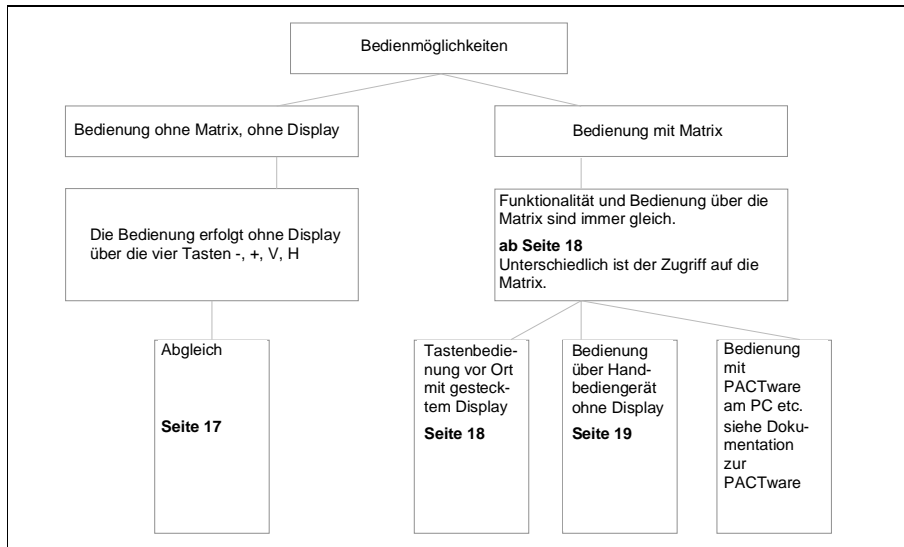 Bedienmöglichkeiten
Bedienung ohne Matrix, ohne Display
Bedienung mit Matrix
Die Bedienung erfolgt ohne Display
über die vier Tasten -, +, V, H
Funktionalität und Bedienung über die
Matrix sind immer gleich.
ab Seite 18
Unterschiedlich ist der Zugriff auf die
Matrix.
Abgleich
Seite 17
Tastenbedie-
nung vor Ort
mit gesteck-
tem Display
Seite 18
Bedienung
über Hand-
bediengerät
ohne Display
Seite 19
Bedienung
mit
PACTware
am PC etc.
siehe Doku-
mentation
zur
PACTware